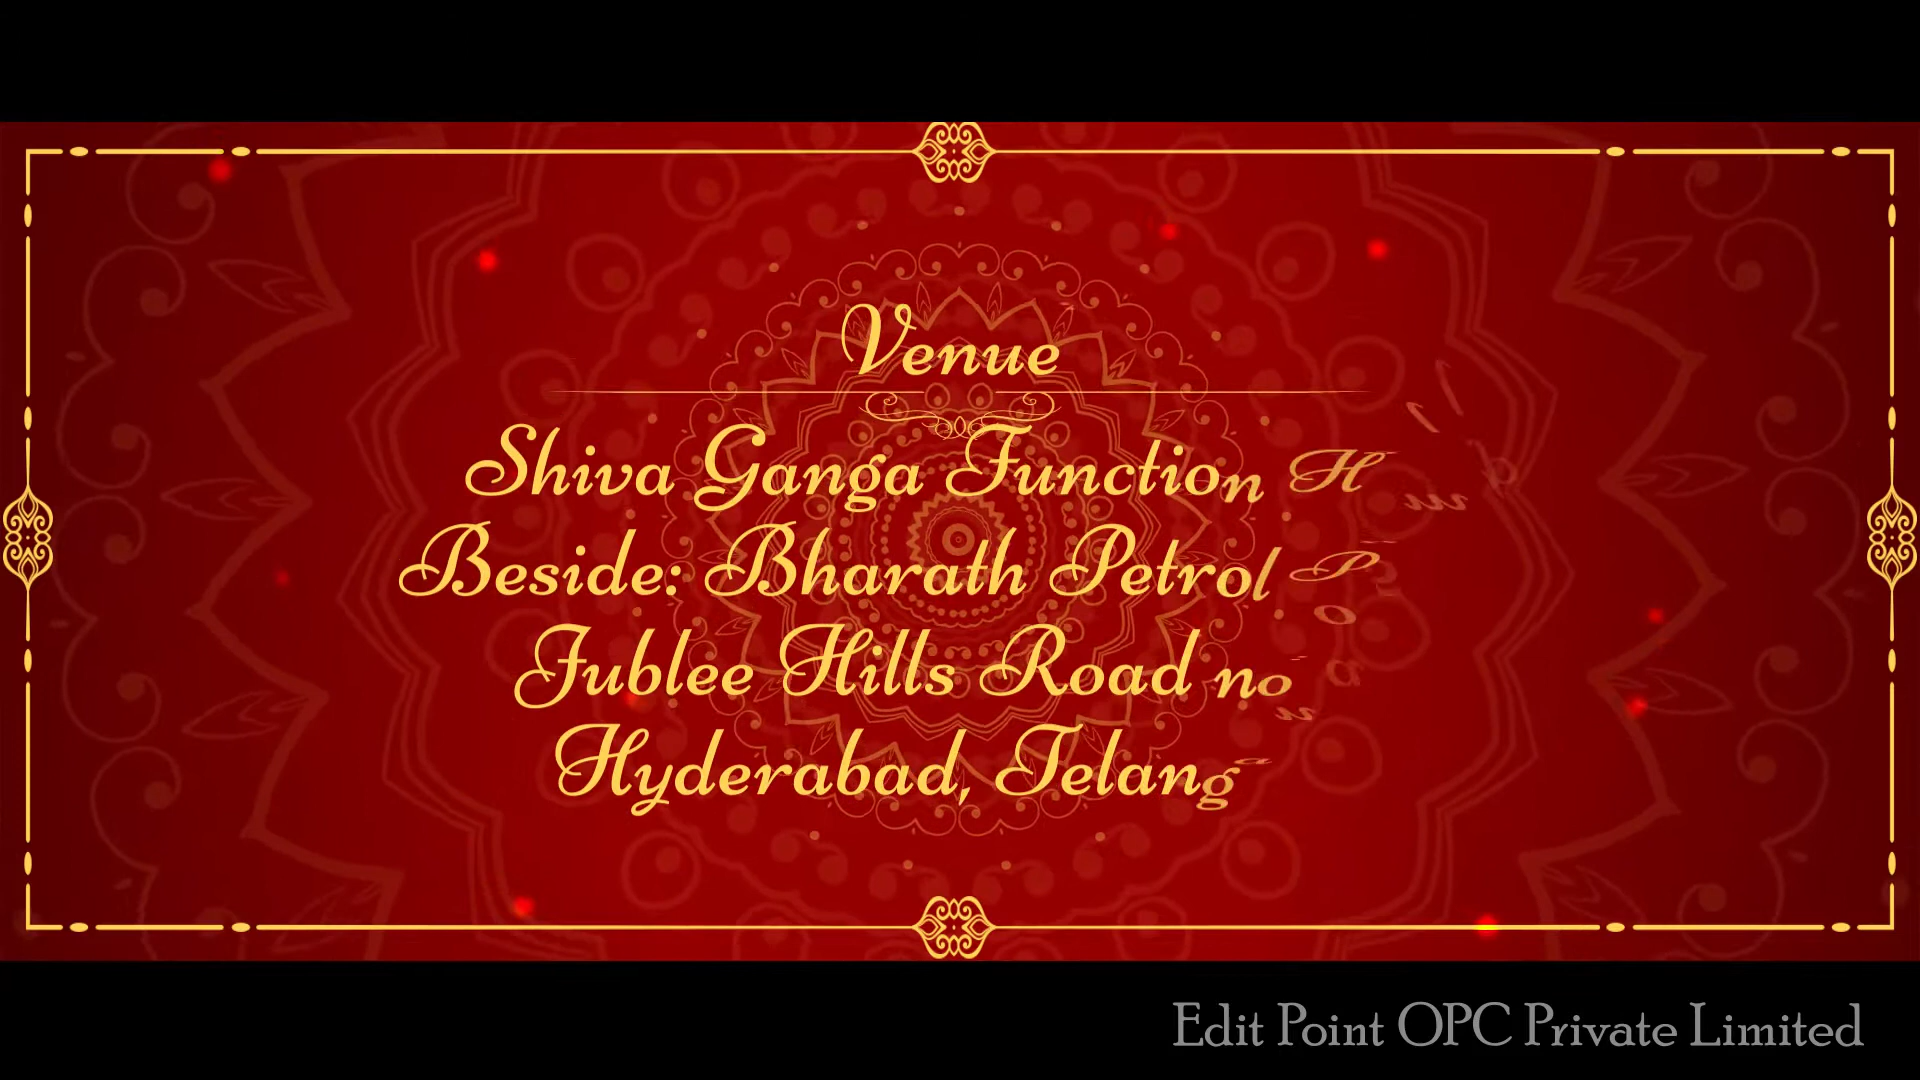 Venue
Shiva Ganga Function
Beside: Bharath Petrol
Jublee Hills Road no
Hyderabad, Telang
Edit Point OPC Private Limited